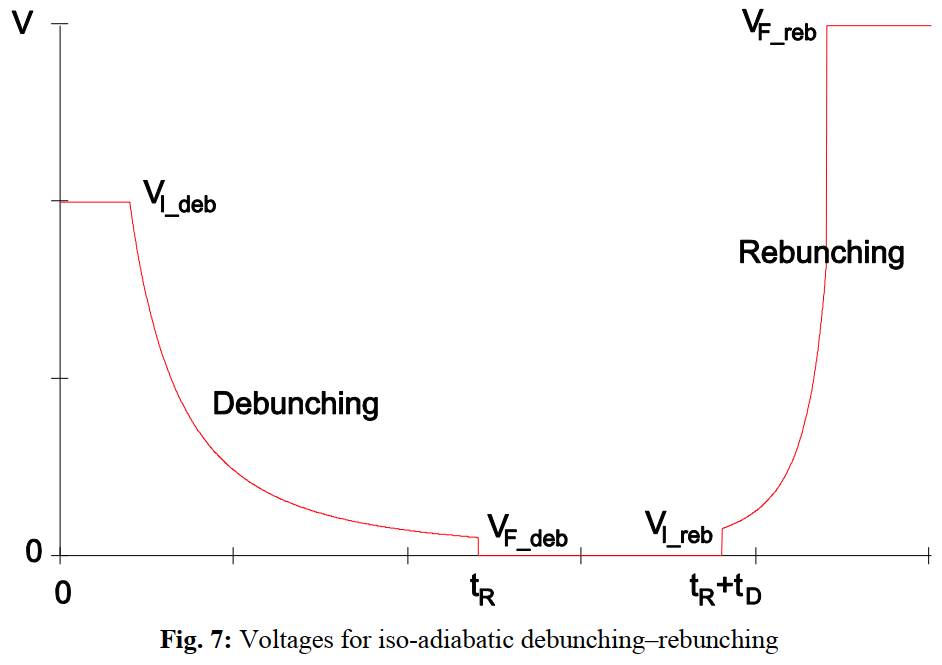 V
V_F_reb
V_I_deb
Rebunching
Debunching
V_F_deb
V_I_reb
0
0
t_R
t_R+t_D
Fig. 7: Voltages for iso-adiabatic debunching–rebunching